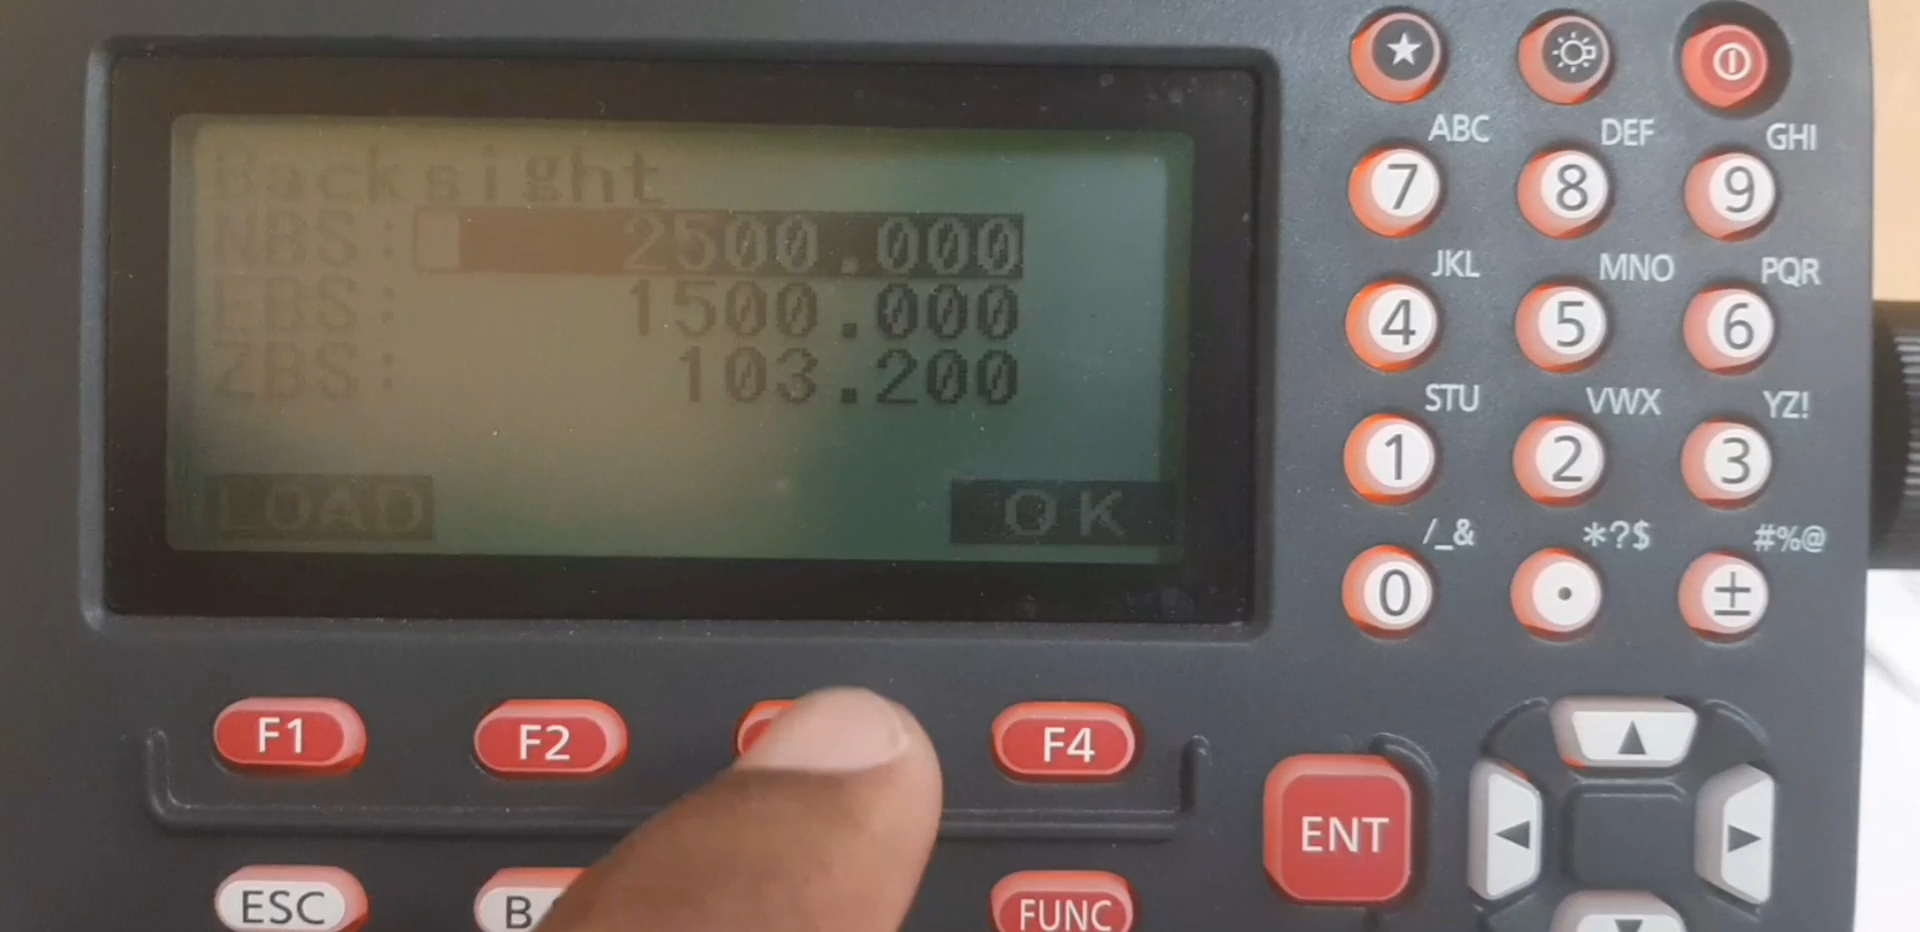 Backsight
NBS: 2500.000
EBS: 1500.000
ZBS: 103.200
LOAD OK
ABC DEF GHI
7 8 9
JKL MNO PQR
4 5 6
STU VWX YZ!
1 2 3
/_& *?$ #%@
0 . ±
F1 F2 F4
ENT
ESC B FUNC